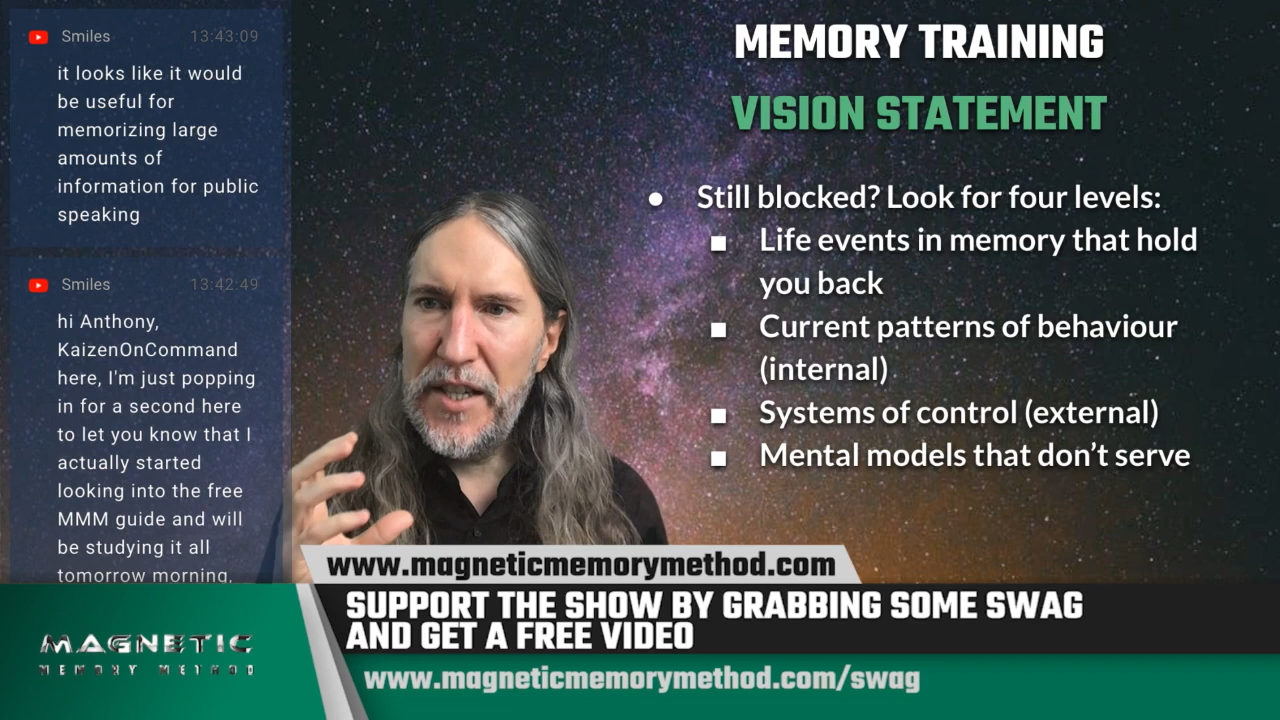 Smiles 13:43:09
it looks like it would
be useful for
memorizing large
amounts of
information for public
speaking
Smiles 13:42:49
hi Anthony,
KaizenOnCommand
here, I'm just popping
in for a second here
to let you know that I
actually started
looking into the free
MMM guide and will
be studying it all
tomorrow morning,
MEMORY TRAINING
VISION STATEMENT
● Still blocked? Look for four levels:
■ Life events in memory that hold
you back
■ Current patterns of behaviour
(internal)
■ Systems of control (external)
■ Mental models that don’t serve
www.magneticmemorymethod.com
SUPPORT THE SHOW BY GRABBING SOME SWAG
AND GET A FREE VIDEO
www.magneticmemorymethod.com/swag
MAGNETIC
MEMORY METHOD